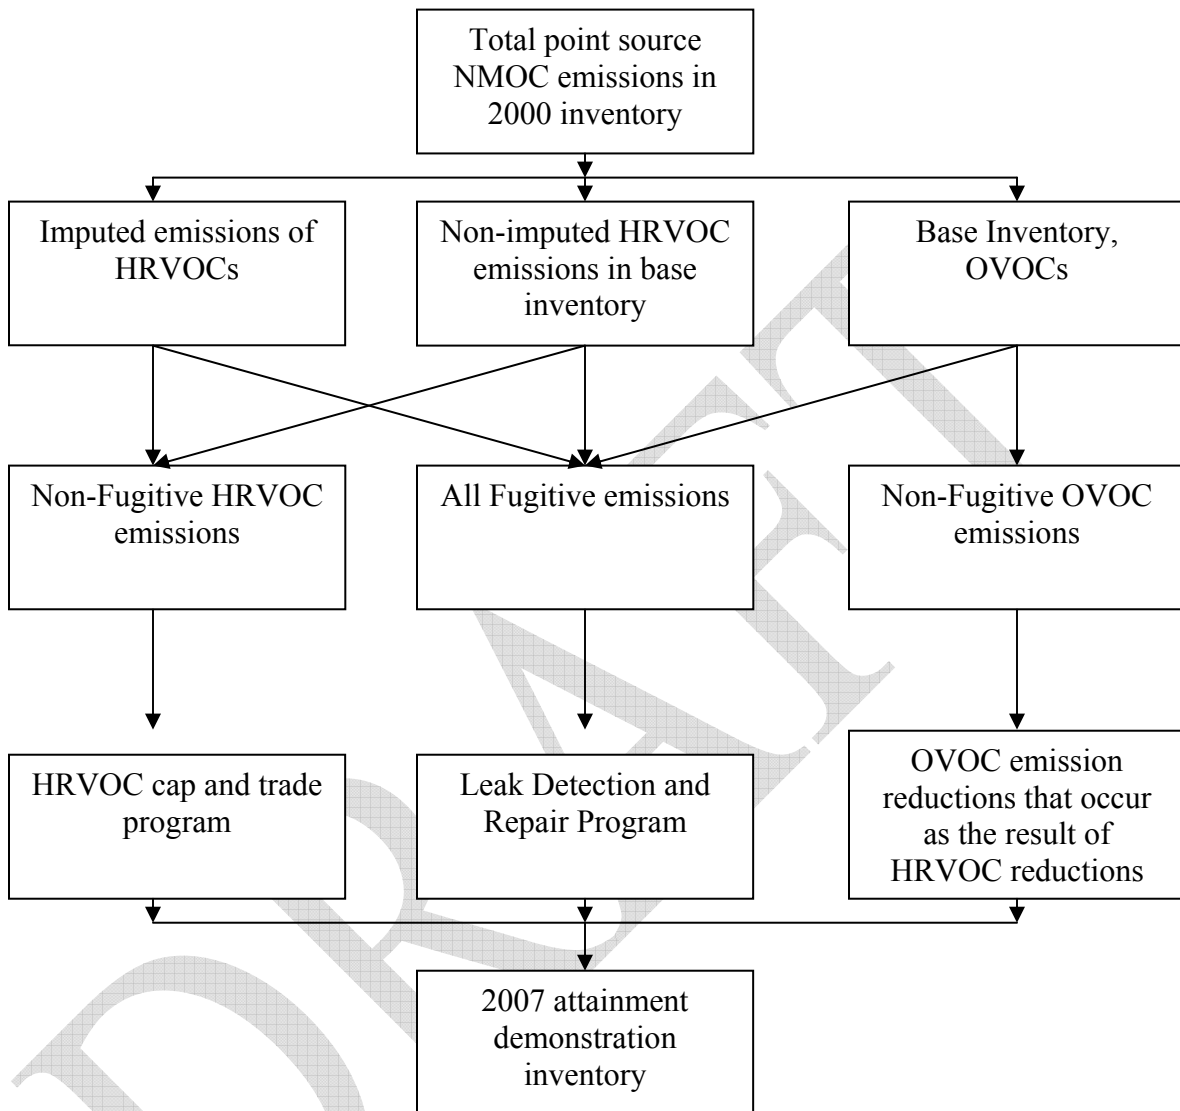 Total point source
NMOC emissions in
2000 inventory
Imputed emissions of
HRVOCs
Non-imputed HRVOC
emissions in base
inventory
Base Inventory,
OVOCs
Non-Fugitive HRVOC
emissions
All Fugitive emissions
Non-Fugitive OVOC
emissions
HRVOC cap and trade
program
Leak Detection and
Repair Program
OVOC emission
reductions that occur
as the result of
HRVOC reductions
2007 attainment
demonstration
inventory
DRAFT